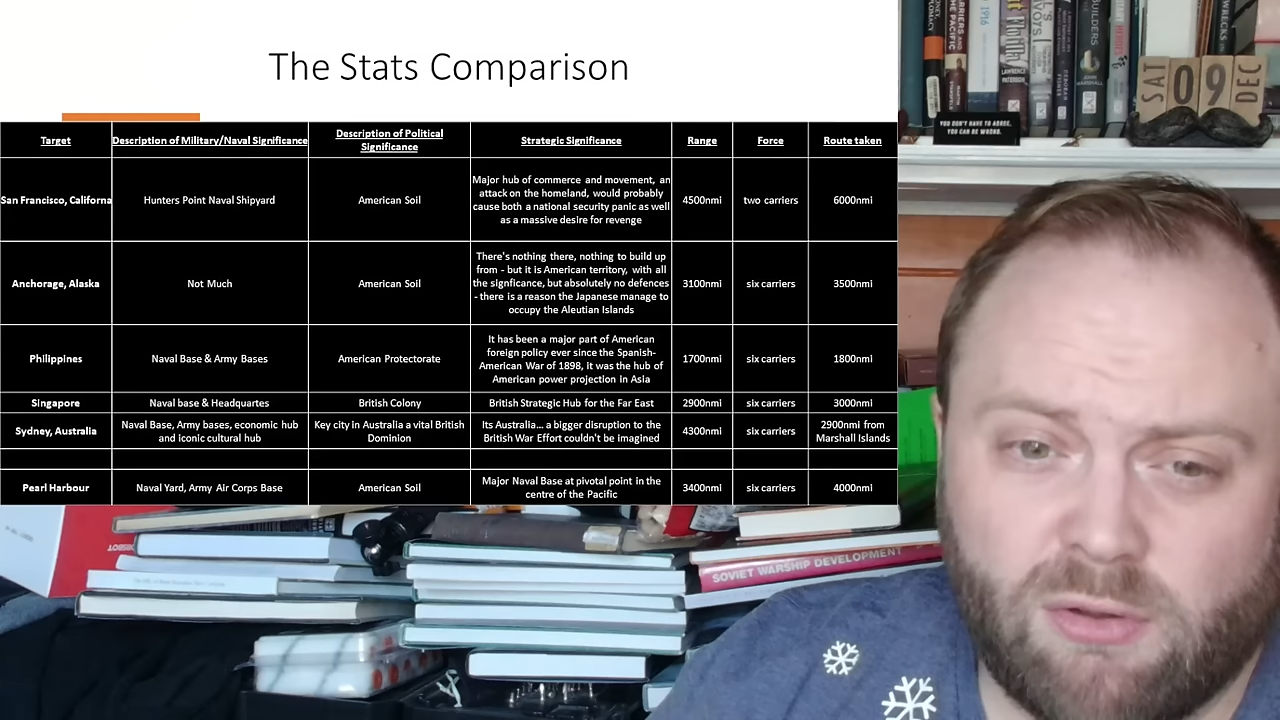 The Stats Comparison
Target
Description of Military/Naval Significance
Description of Political
Significance
Strategic Significance
Range
Force
Route taken
San Francisco, Californa
Hunters Point Naval Shipyard
American Soil
Major hub of commerce and movement, an
attack on the homeland, would probably
cause both a national security panic as well
as a massive desire for revenge
4500nmi
two carriers
6000nmi
Anchorage, Alaska
Not Much
American Soil
There's nothing there, nothing to build up
from - but it is American territory, with all
the signficance, but absolutely no defences
- there is a reason the Japanese manage to
occupy the Aleutian Islands
3100nmi
six carriers
3500nmi
Philippines
Naval Base & Army Bases
American Protectorate
It has been a major part of American
foreign policy ever since the Spanish-
American War of 1898, it was the hub of
American power projection in Asia
1700nmi
six carriers
1800nmi
Singapore
Naval base & Headquartes
British Colony
British Strategic Hub for the Far East
2900nmi
six carriers
3000nmi
Sydney, Australia
Naval Base, Army bases, economic hub
and iconic cultural hub
Key city in Australia a vital British
Dominion
Its Australia... a bigger disruption to the
British War Effort couldn't be imagined
4300nmi
six carriers
2900nmi from
Marshall Islands
Pearl Harbour
Naval Yard, Army Air Corps Base
American Soil
Major Naval Base at pivotal point in the
centre of the Pacific
3400nmi
six carriers
4000nmi
1916
BUILDERS
SAT
09
DEC
YOU DON'T HAVE TO AGREE,
YOU CAN BE WRONG.
SOVIET WARSHIP DEVELOPMENT